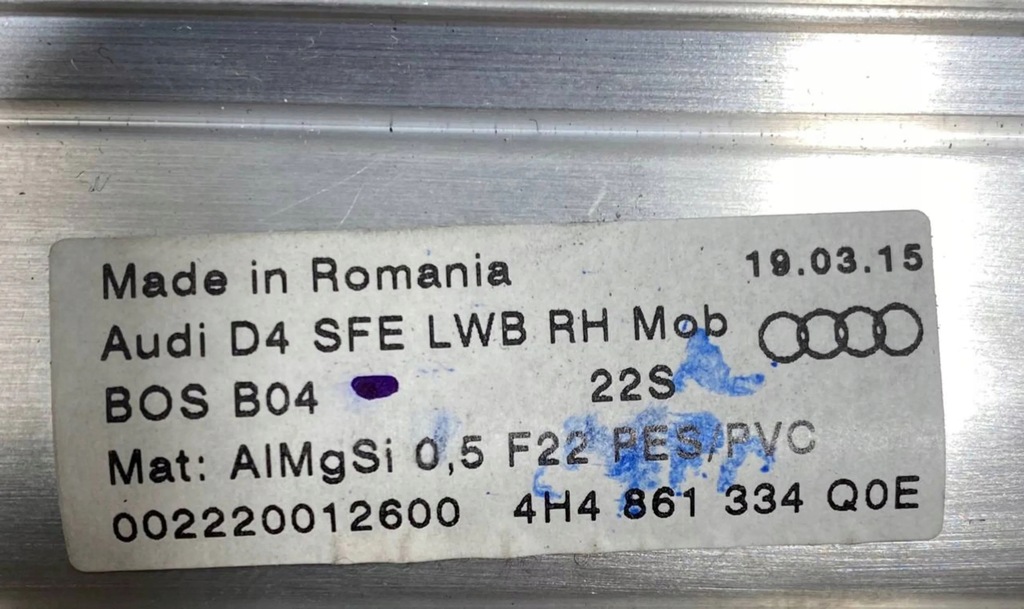 Made in Romania 19.03.15
Audi D4 SFE LWB RH Mob
BOS B04 22S
Mat: AlMgSi 0,5 F22 PES/PVC
002220012600 4H4 861 334 Q0E